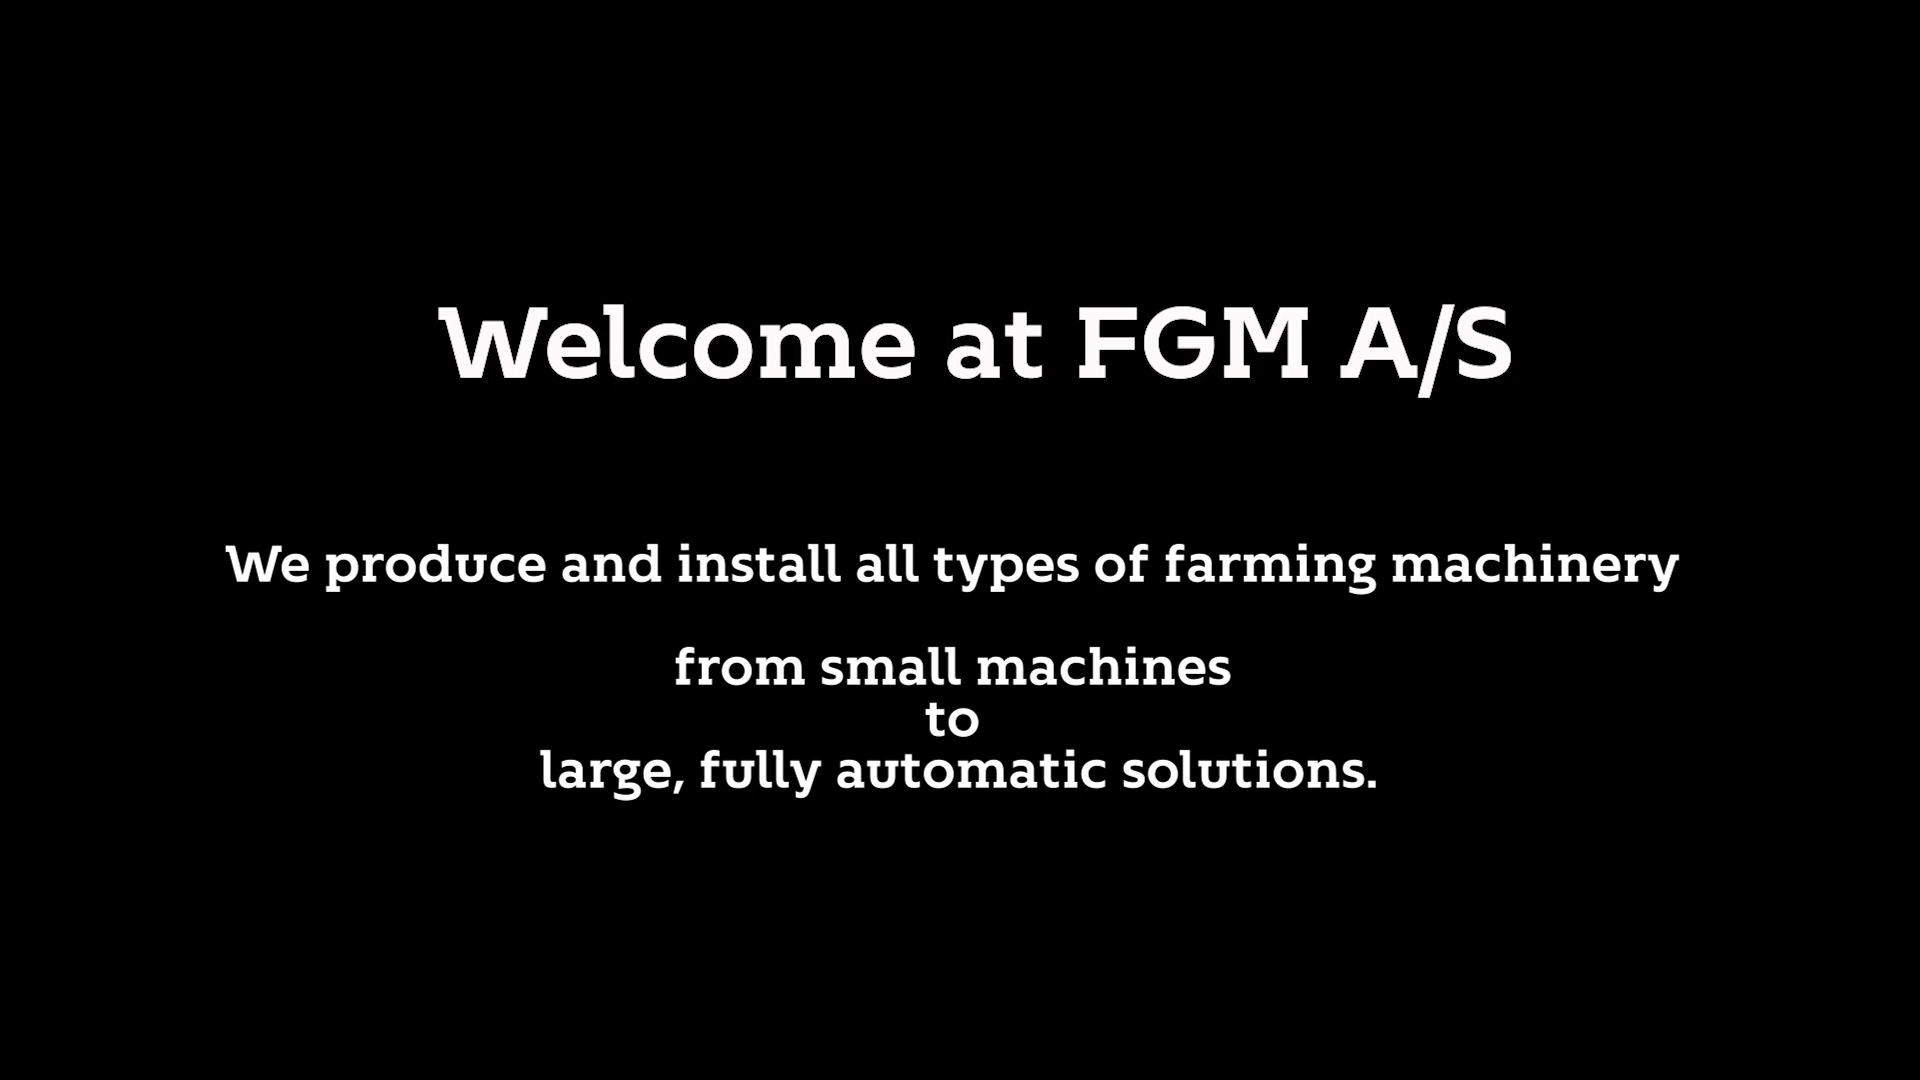 Welcome at FGM A/S
We produce and install all types of farming machinery
from small machines
to
large, fully automatic solutions.